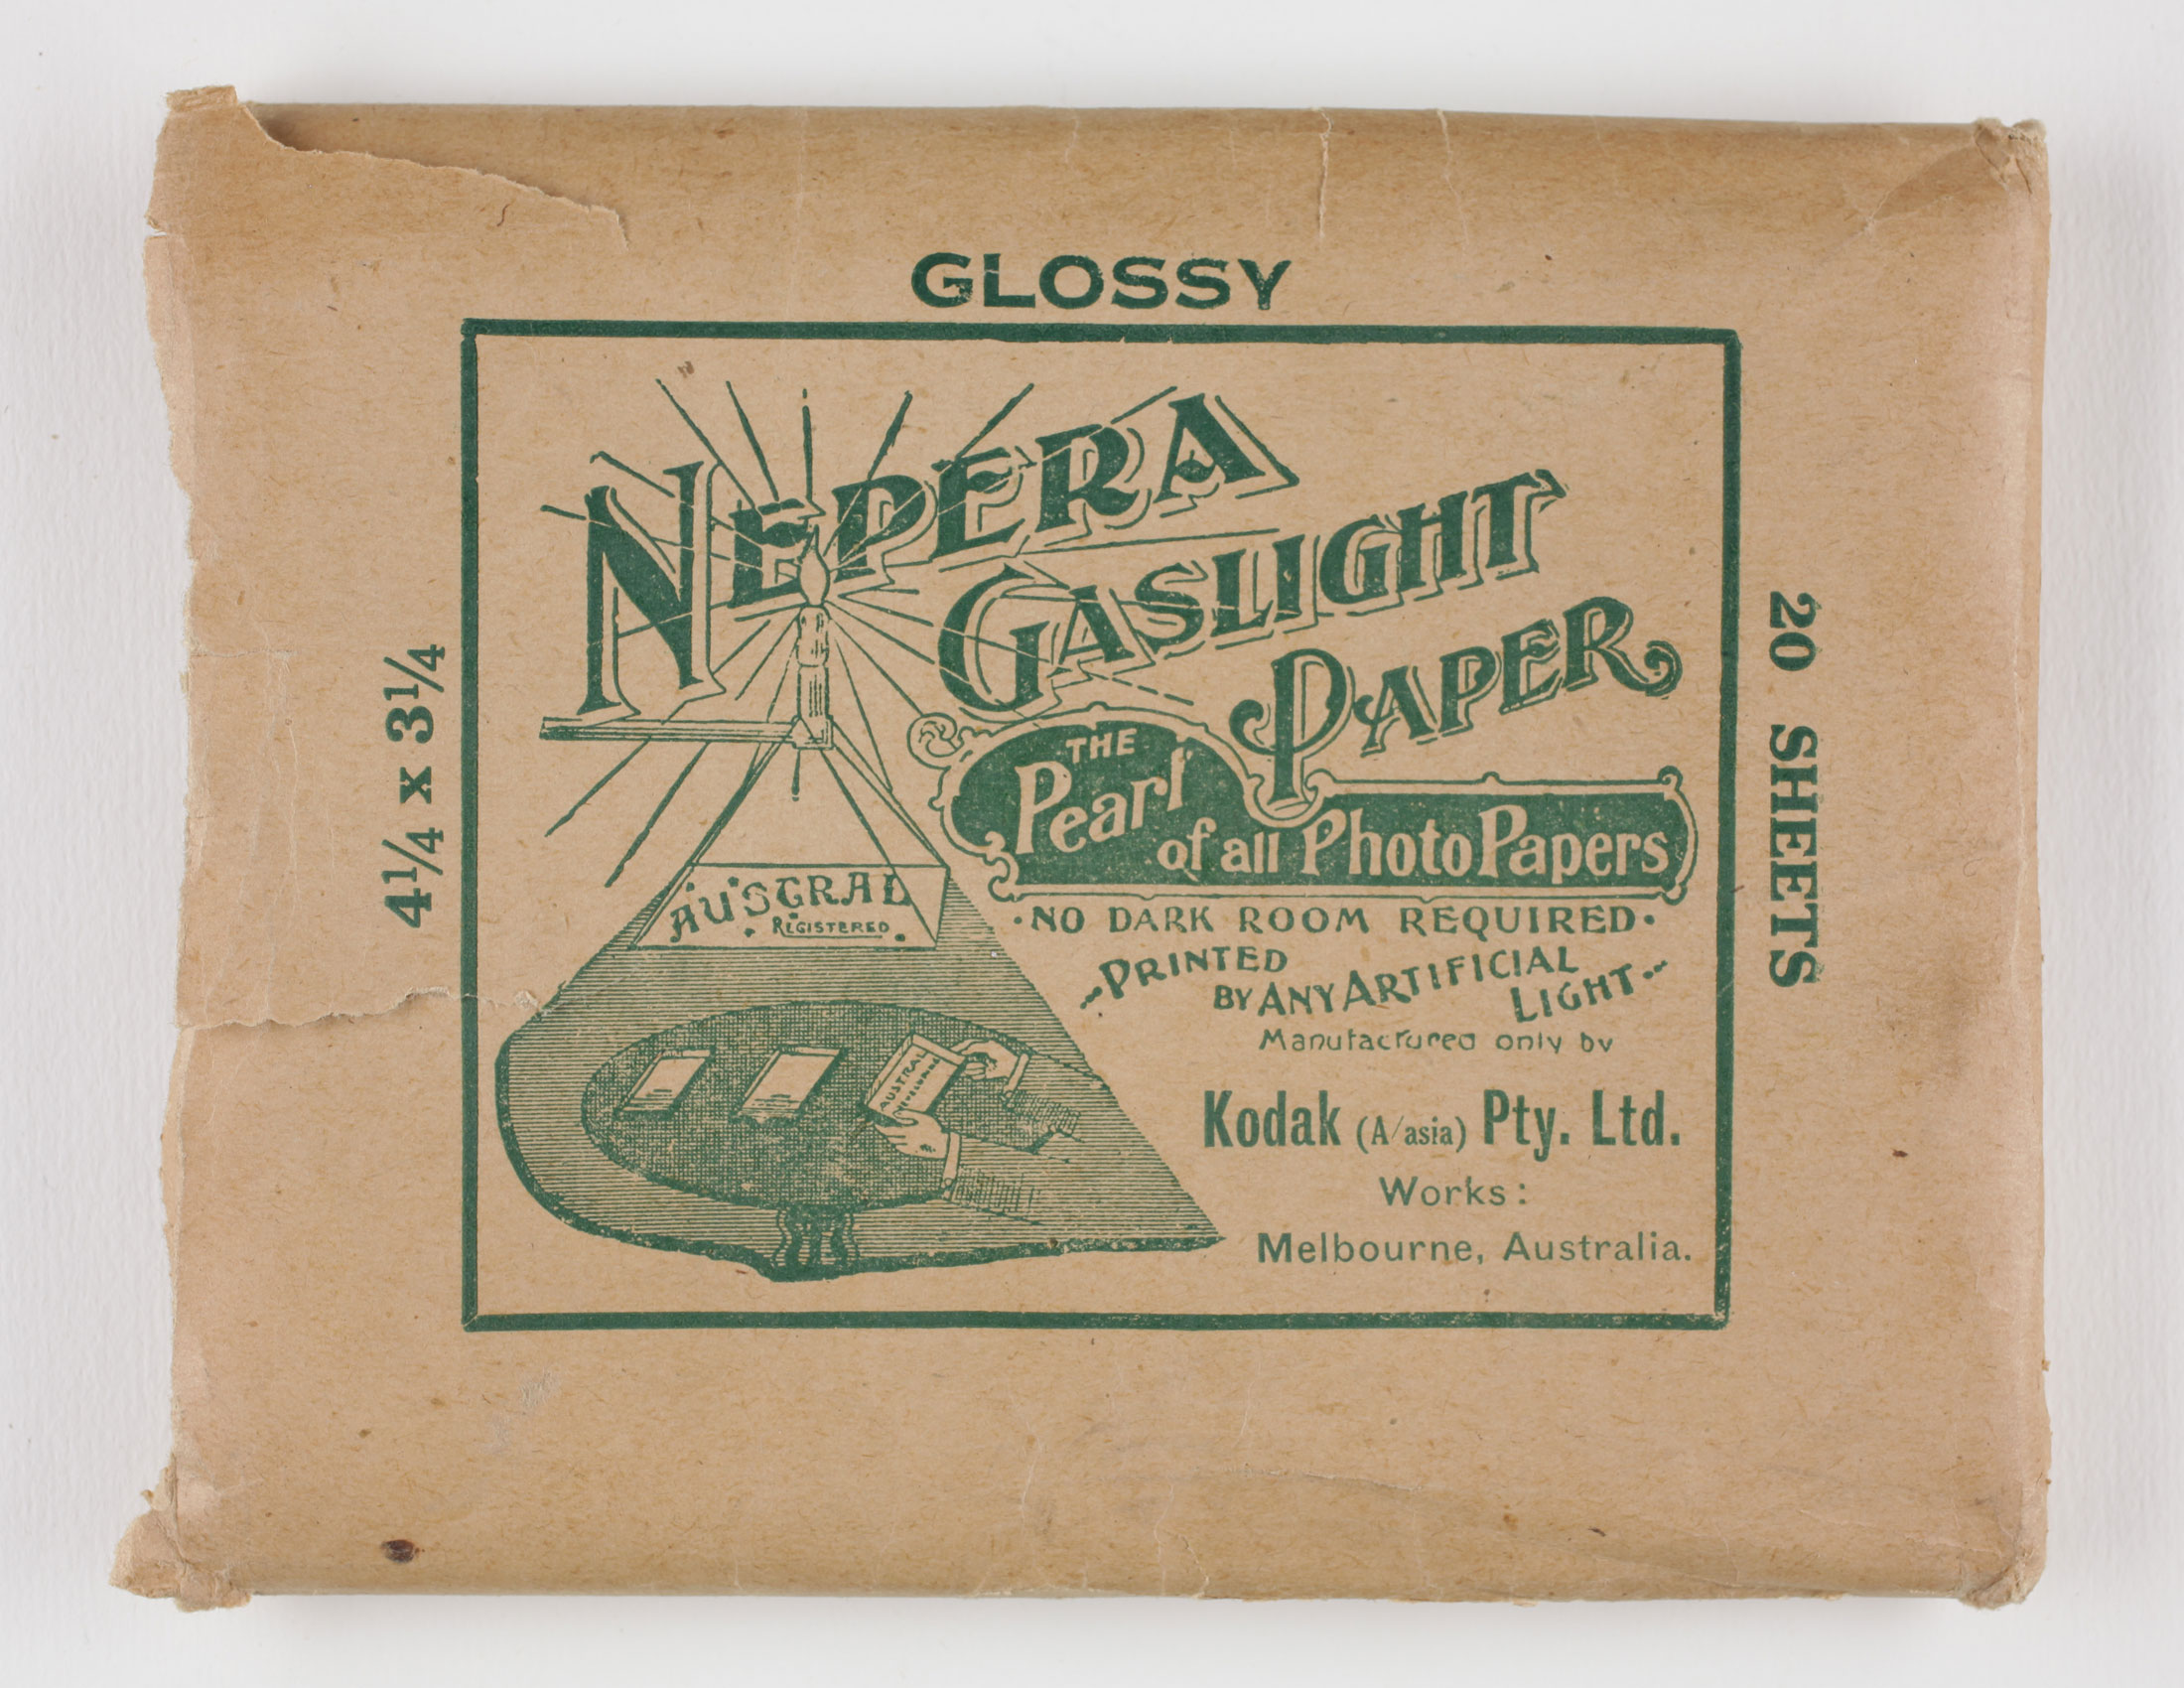 GLOSSY
4¼ x 3¼
NEPERA
GASLIGHT
PAPER
THE
Pearl
of all Photo Papers
AUSTRAL
REGISTERED
·NO DARK ROOM REQUIRED·
PRINTED
BY ANY ARTIFICIAL
LIGHT
Manufactured only by
AUSTRAL
Kodak (A/asia) Pty. Ltd.
Works:
Melbourne, Australia.
20 SHEETS